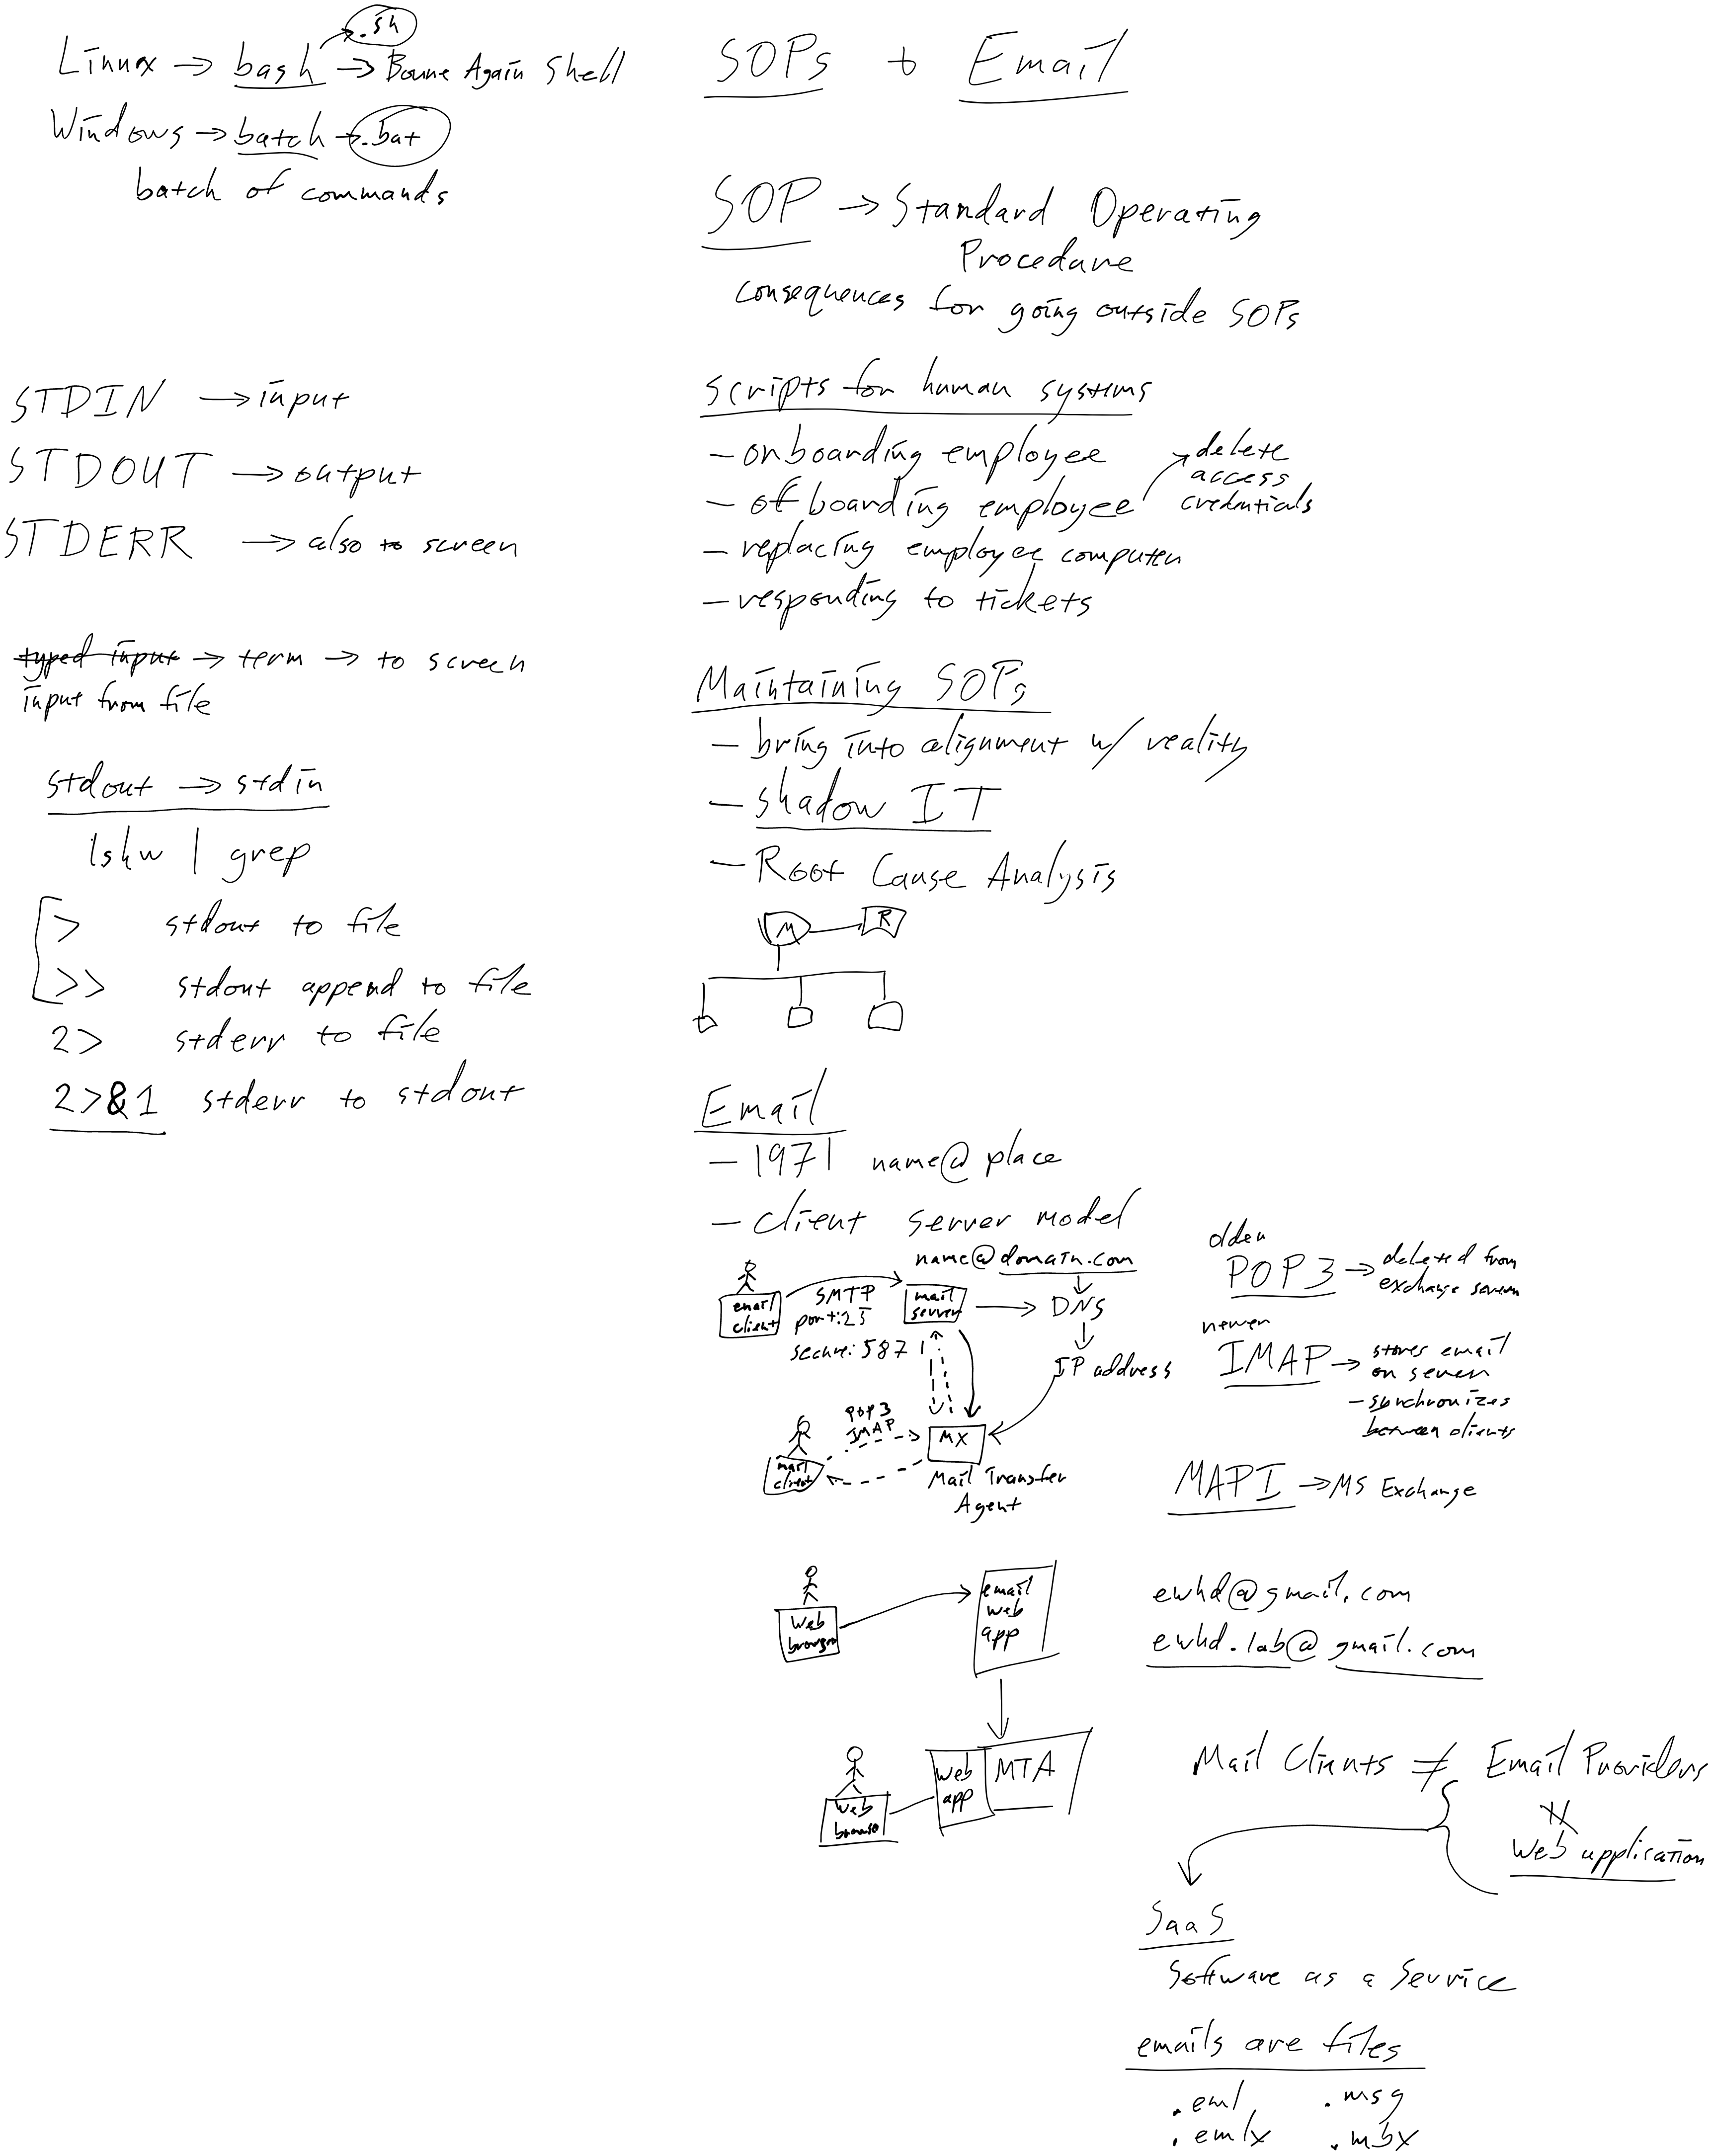 .sh
Linux → bash → Bourne Again Shell
Windows → batch → .bat
batch of commands
STDIN → input
STDOUT → output
STDERR → also to screen
typed input → term → to screen
input from file
stdout → stdin
lshw | grep
> stdout to file
>> stdout append to file
2> stderr to file
2>&1 stderr to stdout
SOPs + Email
SOP → Standard Operating
Procedure
consequences for going outside SOPs
scripts for human systems
- onboarding employee
- ofboarding employee
delete
access
credentials
- replacing employee computer
- responding to tickets
Maintaining SOPs
- bring into alignment w/ reality
- shadow IT
- Root Cause Analysis
M
R
Email
- 1971 name@place
- client server model
name@domain.com
email
client
SMTP
port:25
secure:587
mail
server
DNS
IP address
POP3
IMAP
mail
client
MX
Mail Transfer
Agent
older
POP3 → deleted from
exchange server
newer
IMAP → stores email
on server
- synchronizes
between clients
MAPI → MS Exchange
Web
browser
email
web
app
ewhd@gmail.com
ewhd.lab@gmail.com
Web
browse
web
app
MTA
Mail Clients ≠ Email Providers
Web application
SaaS
Software as a Service
emails are files
.eml .msg
.emlx .mbx